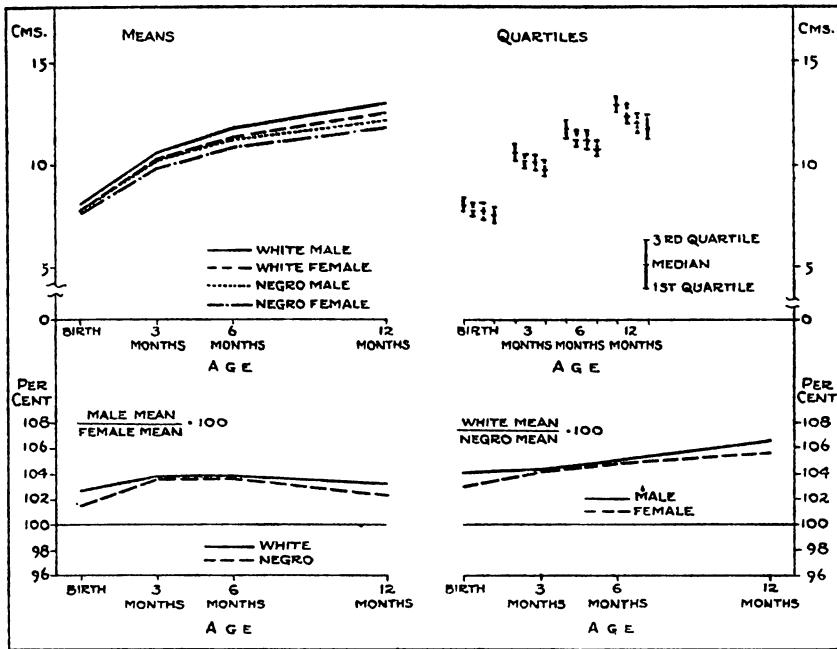 CMS.
MEANS
15
10
5
0
WHITE MALE
WHITE FEMALE
NEGRO MALE
NEGRO FEMALE
BIRTH 3 MONTHS 6 MONTHS 12 MONTHS
AGE
QUARTILES
CMS.
15
10
5
0
3RD QUARTILE
MEDIAN
1ST QUARTILE
BIRTH 3 MONTHS 6 MONTHS 12 MONTHS
AGE
PER CENT
108
106
104
102
100
98
96
MALE MEAN
FEMALE MEAN · 100
WHITE
NEGRO
BIRTH 3 MONTHS 6 MONTHS 12 MONTHS
AGE
WHITE MEAN
NEGRO MEAN · 100
PER CENT
108
106
104
102
100
98
96
MALE
FEMALE
BIRTH 3 MONTHS 6 MONTHS 12 MONTHS
AGE